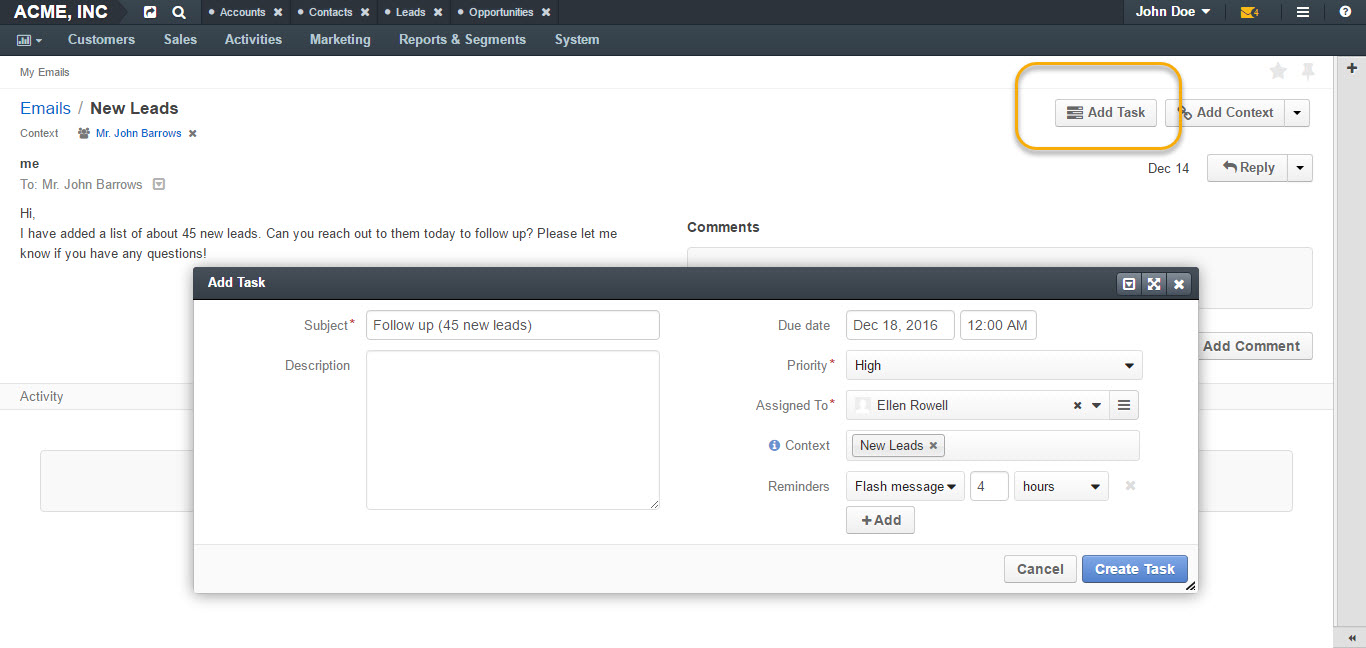 ACME, INC
Accounts
Contacts
Leads
Opportunities
John Doe
4
Customers
Sales
Activities
Marketing
Reports & Segments
System
My Emails
Emails / New Leads
Add Task
Add Context
Context
Mr. John Barrows
me
To: Mr. John Barrows
Dec 14
Reply
Hi,
I have added a list of about 45 new leads. Can you reach out to them today to follow up? Please let me
know if you have any questions!
Comments
Add Comment
Activity
Add Task
Subject*
Follow up (45 new leads)
Description
Due date
Dec 18, 2016
12:00 AM
Priority*
High
Assigned To*
Ellen Rowell
Context
New Leads
Reminders
Flash message
4
hours
+Add
Cancel
Create Task